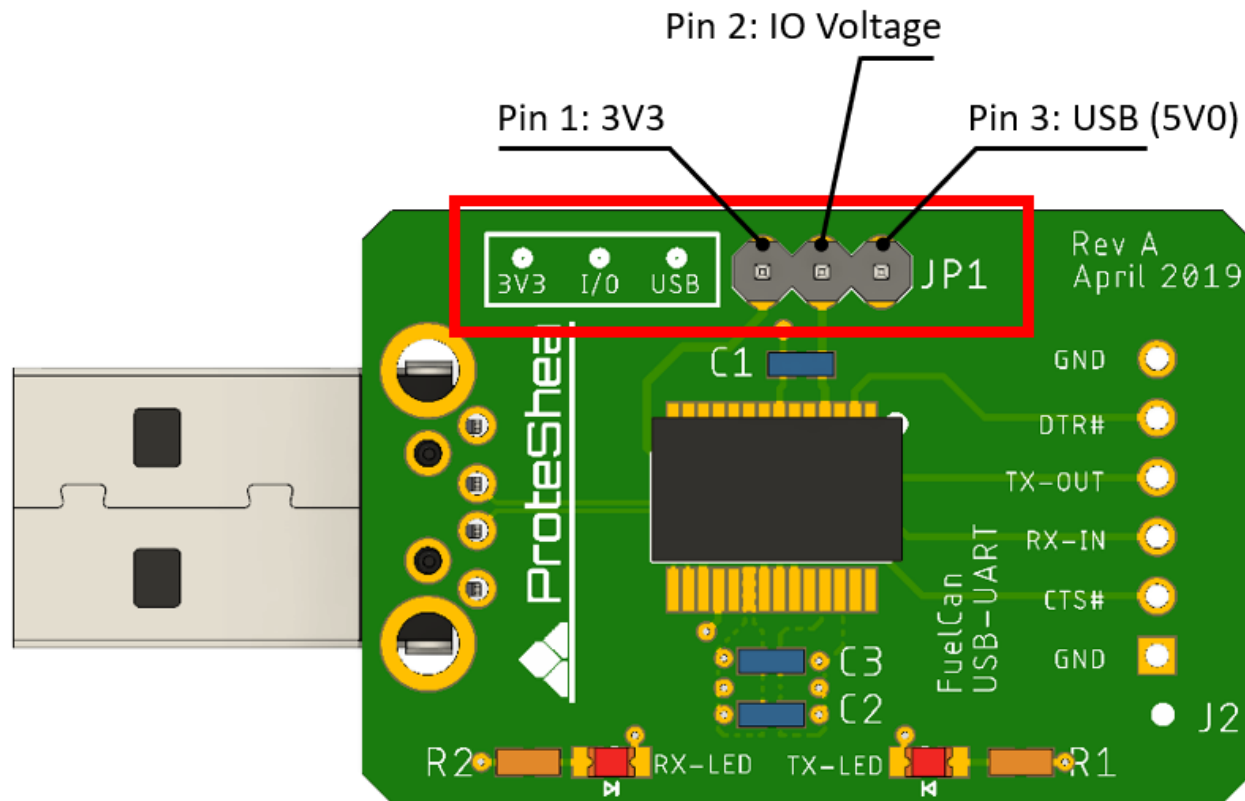 Pin 2: IO Voltage
Pin 1: 3V3
Pin 3: USB (5V0)
3V3 I/O USB
JP1
Rev A
April 2019
C1
GND
DTR#
TX-OUT
RX-IN
CTS#
GND
J2
ProteShea
FuelCan
USB-UART
C3
C2
R2
RX-LED
TX-LED
R1